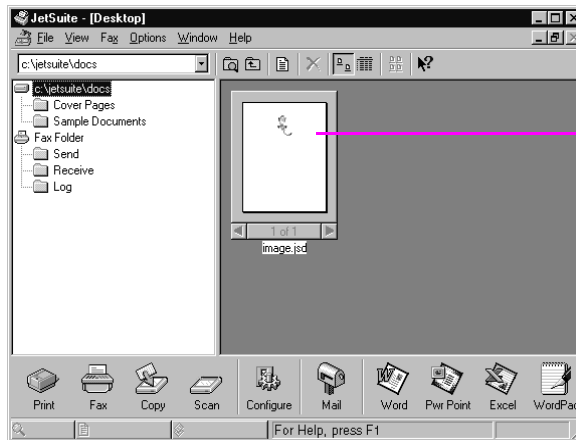 JetSuite - [Desktop]
File View Fax Options Window Help
c:\jetsuite\docs
c:\jetsuite\docs
Cover Pages
Sample Documents
Fax Folder
Send
Receive
Log
1 of 1
image.jsd
Print Fax Copy Scan Configure Mail Word Pwr Point Excel WordPad
For Help, press F1